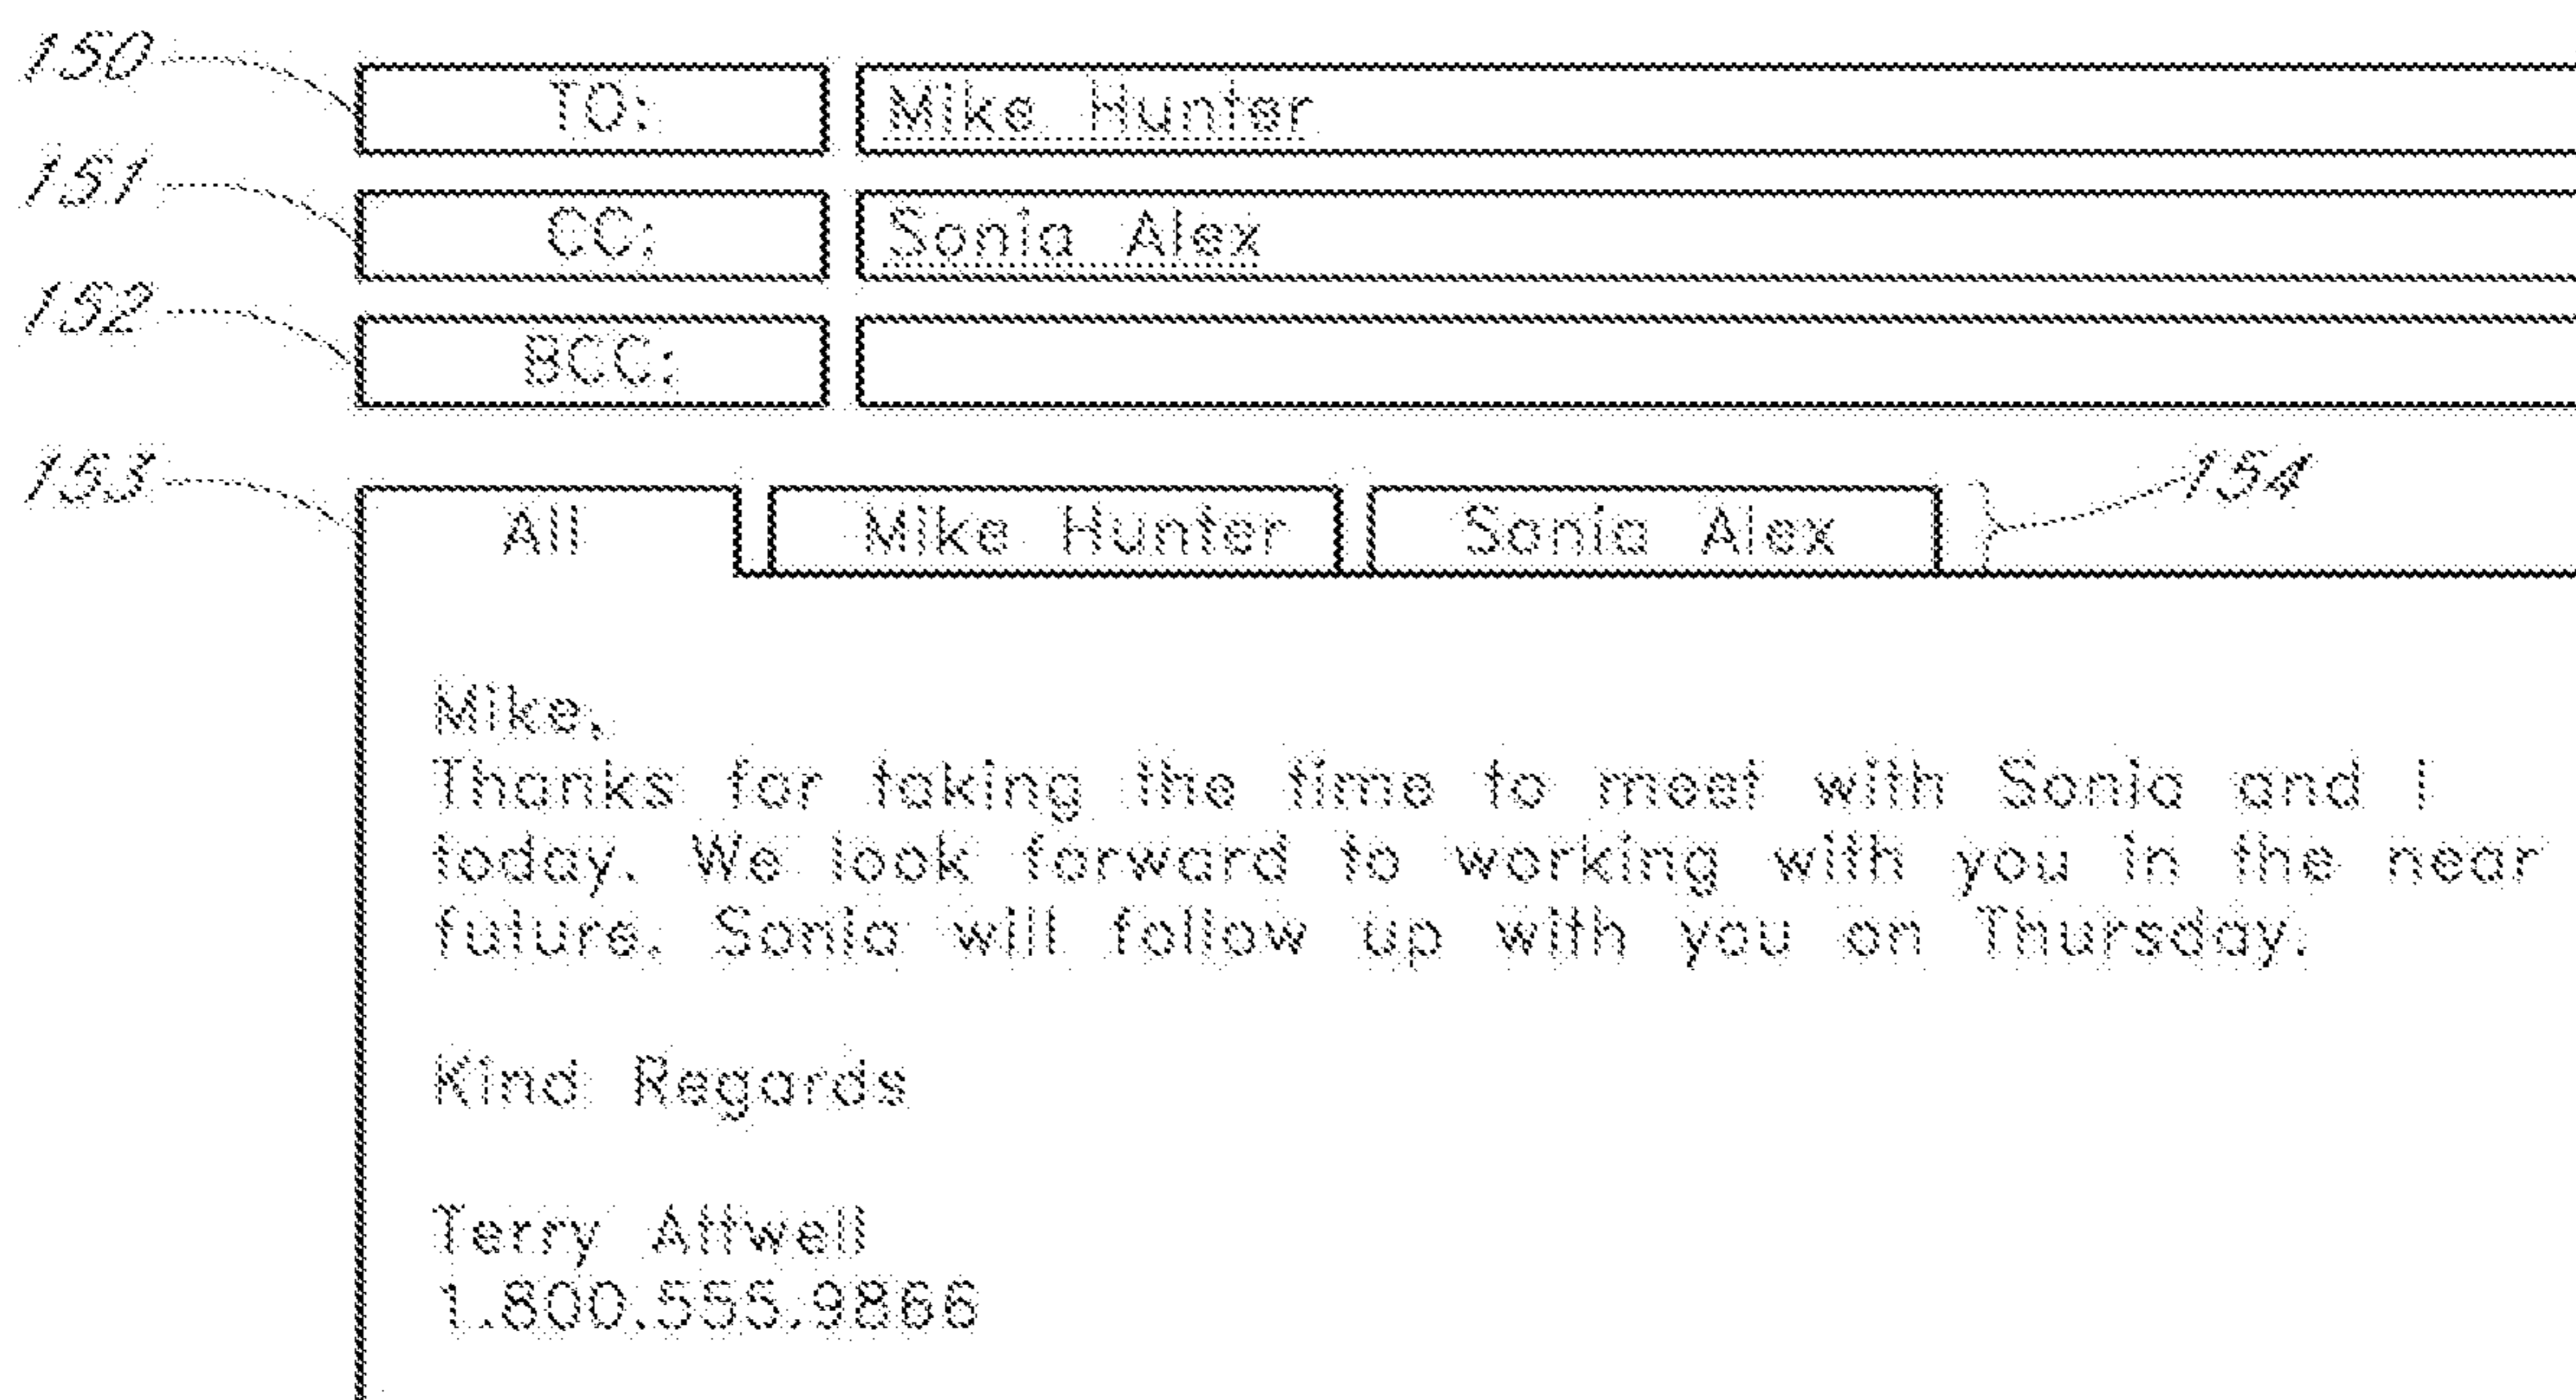 150
TO: Mike Hunter
151
CC: Sonia Alex
152
BCC:
153
All Mike Hunter Sonia Alex 154
Mike,
Thanks for taking the time to meet with Sonia and I
today. We look forward to working with you in the near
future. Sonia will follow up with you on Thursday.
Kind Regards
Terry Attwell
1.800.555.9866